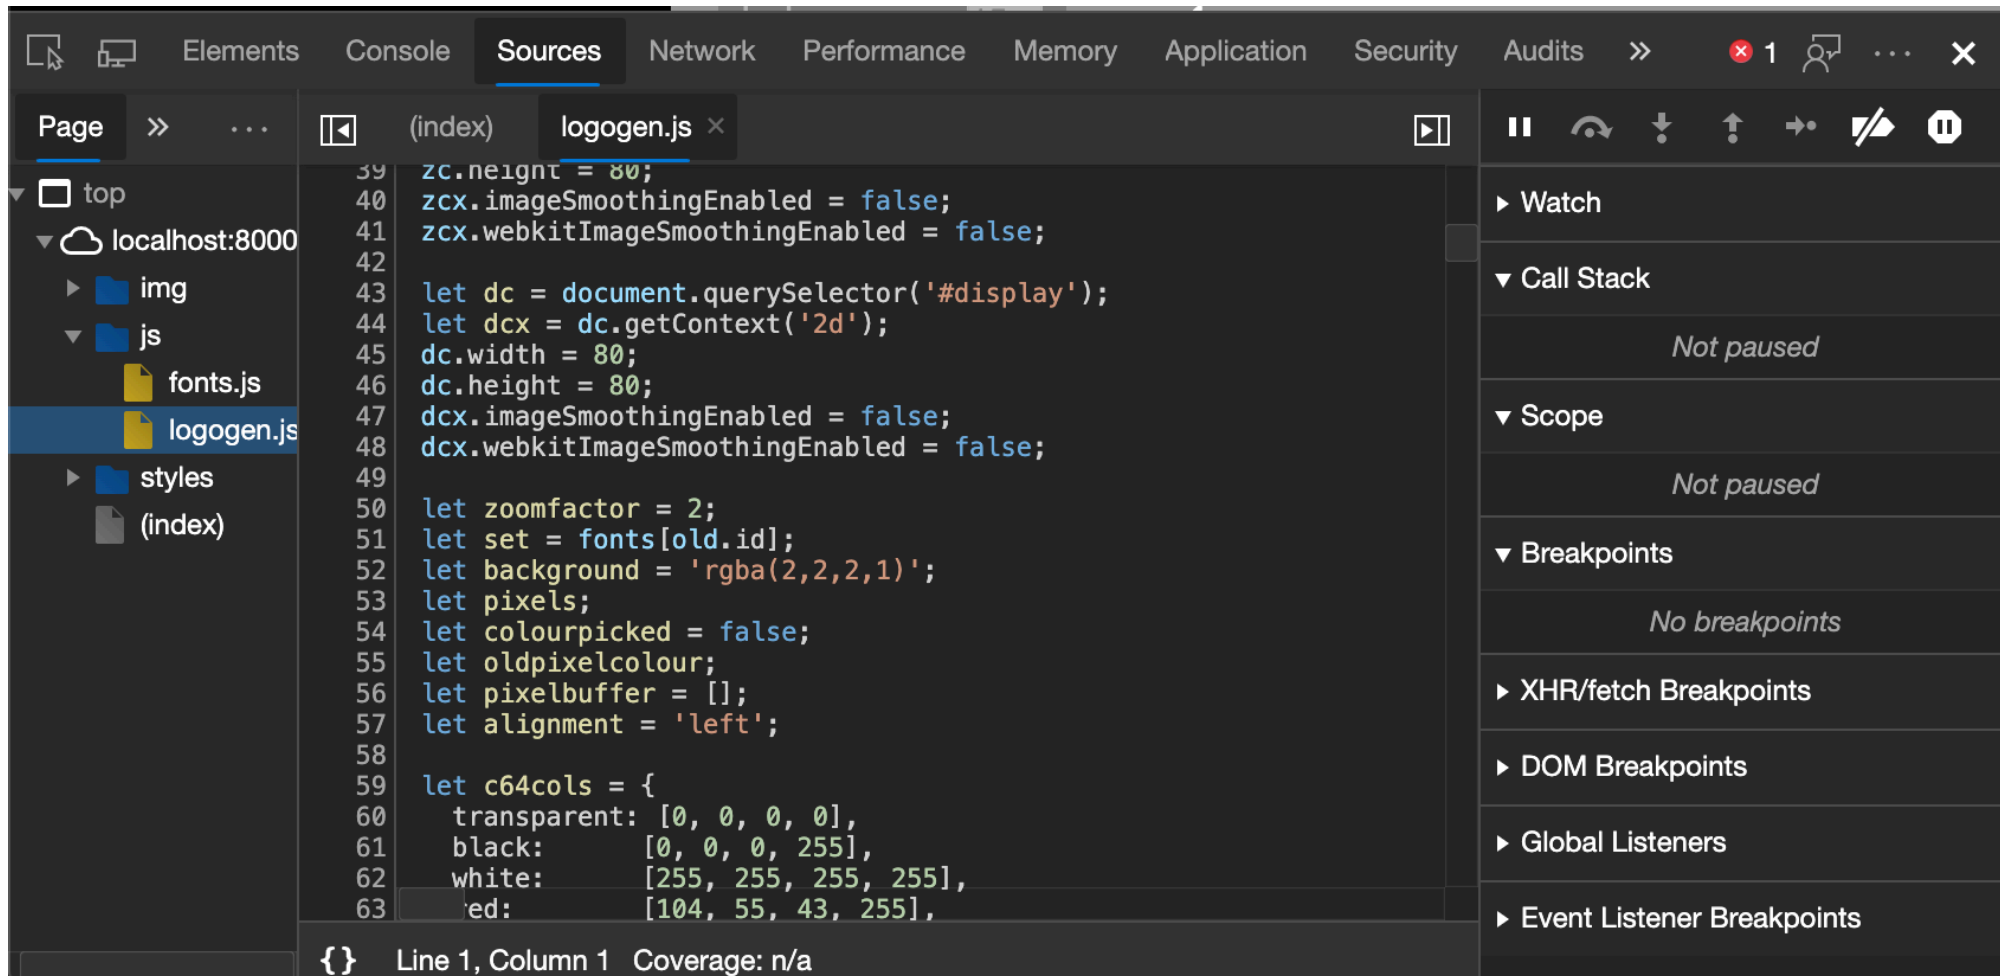 Elements Console Sources Network Performance Memory Application Security Audits » 1
Page » ··· (index) logogen.js ×
top
localhost:8000
img
js
fonts.js
logogen.js
styles
(index)
39 zc.height = 80;
40 zcx.imageSmoothingEnabled = false;
41 zcx.webkitImageSmoothingEnabled = false;
42
43 let dc = document.querySelector('#display');
44 let dcx = dc.getContext('2d');
45 dc.width = 80;
46 dc.height = 80;
47 dcx.imageSmoothingEnabled = false;
48 dcx.webkitImageSmoothingEnabled = false;
49
50 let zoomfactor = 2;
51 let set = fonts[old.id];
52 let background = 'rgba(2,2,2,1)';
53 let pixels;
54 let colourpicked = false;
55 let oldpixelcolour;
56 let pixelbuffer = [];
57 let alignment = 'left';
58
59 let c64cols = {
60 transparent: [0, 0, 0, 0],
61 black: [0, 0, 0, 255],
62 white: [255, 255, 255, 255],
63 red: [104, 55, 43, 255],
{} Line 1, Column 1 Coverage: n/a
Watch
Call Stack
Not paused
Scope
Not paused
Breakpoints
No breakpoints
XHR/fetch Breakpoints
DOM Breakpoints
Global Listeners
Event Listener Breakpoints